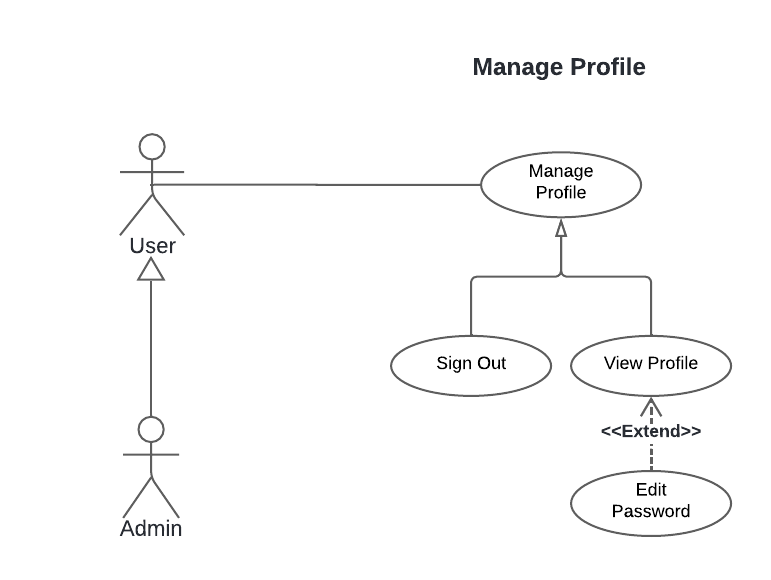 Manage Profile
Manage
Profile
User
Sign Out
View Profile
<<Extend>>
Edit
Password
Admin